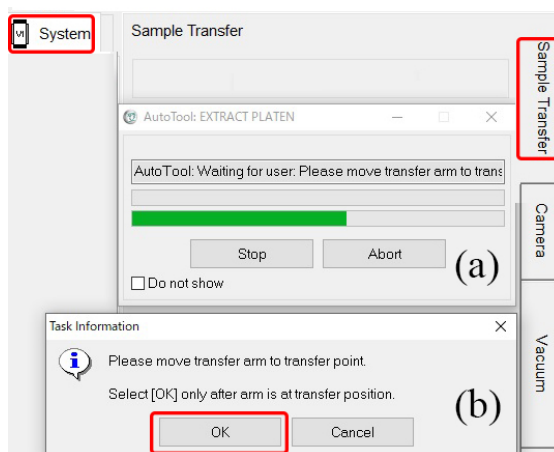 VI
System
Sample Transfer
Sample Transfer
AutoTool: EXTRACT PLATEN
AutoTool: Waiting for user: Please move transfer arm to trans
Stop
Abort
(a)
Do not show
Camera
Task Information
Please move transfer arm to transfer point.
Select [OK] only after arm is at transfer position.
(b)
OK
Cancel
Vacuum